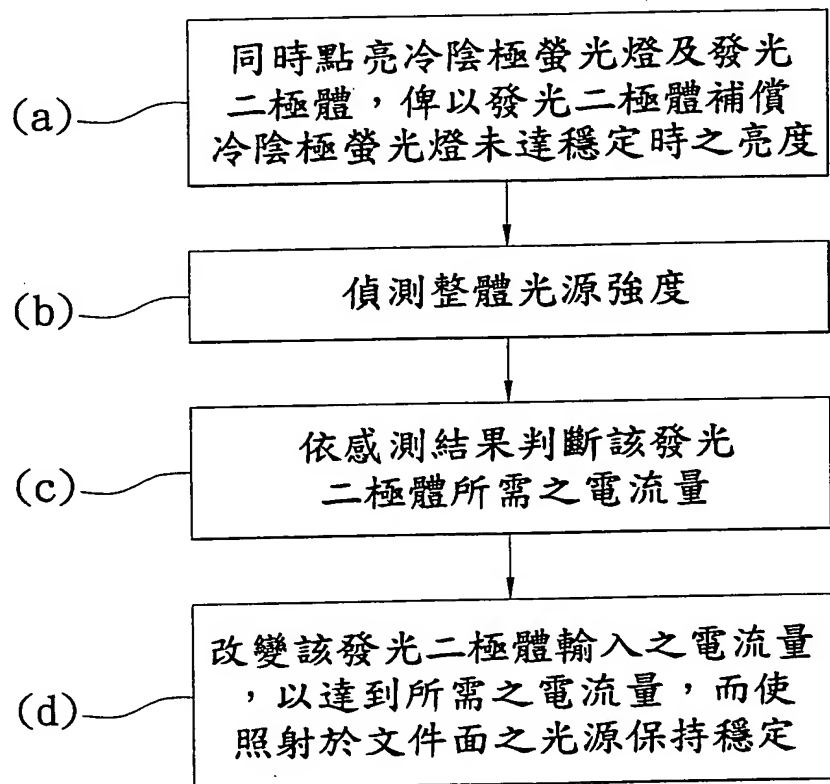 (a)
同時點亮冷陰極螢光燈及發光
二極體，俾以發光二極體補償
冷陰極螢光燈未達穩定時之亮度
(b)
偵測整體光源強度
(c)
依感測結果判斷該發光
二極體所需之電流量
(d)
改變該發光二極體輸入之電流量
，以達到所需之電流量，而使
照射於文件面之光源保持穩定